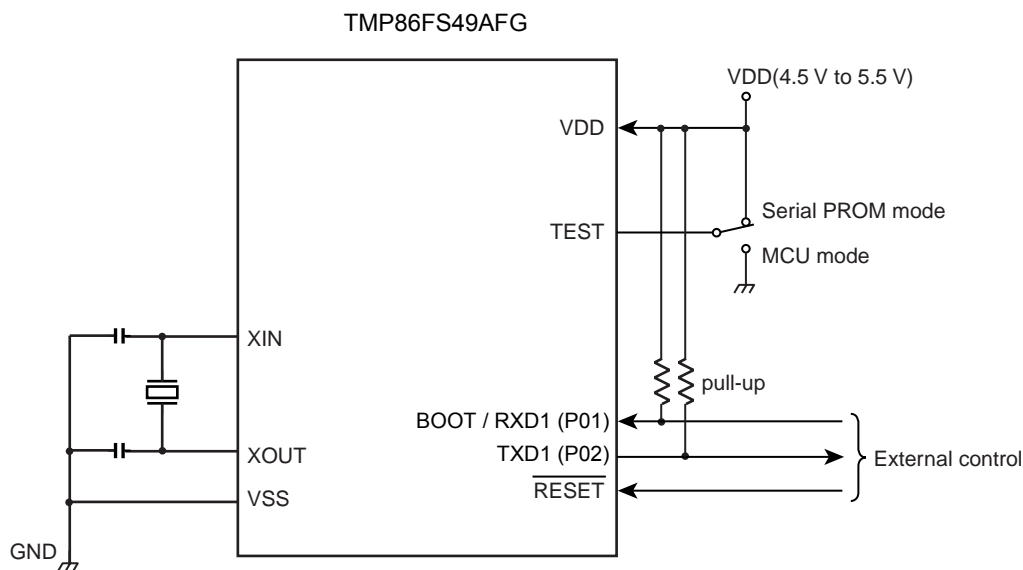 TMP86FS49AFG
VDD(4.5 V to 5.5 V)
VDD
Serial PROM mode
TEST
MCU mode
XIN
pull-up
BOOT / RXD1 (P01)
XOUT
TXD1 (P02)
External control
RESET
VSS
GND